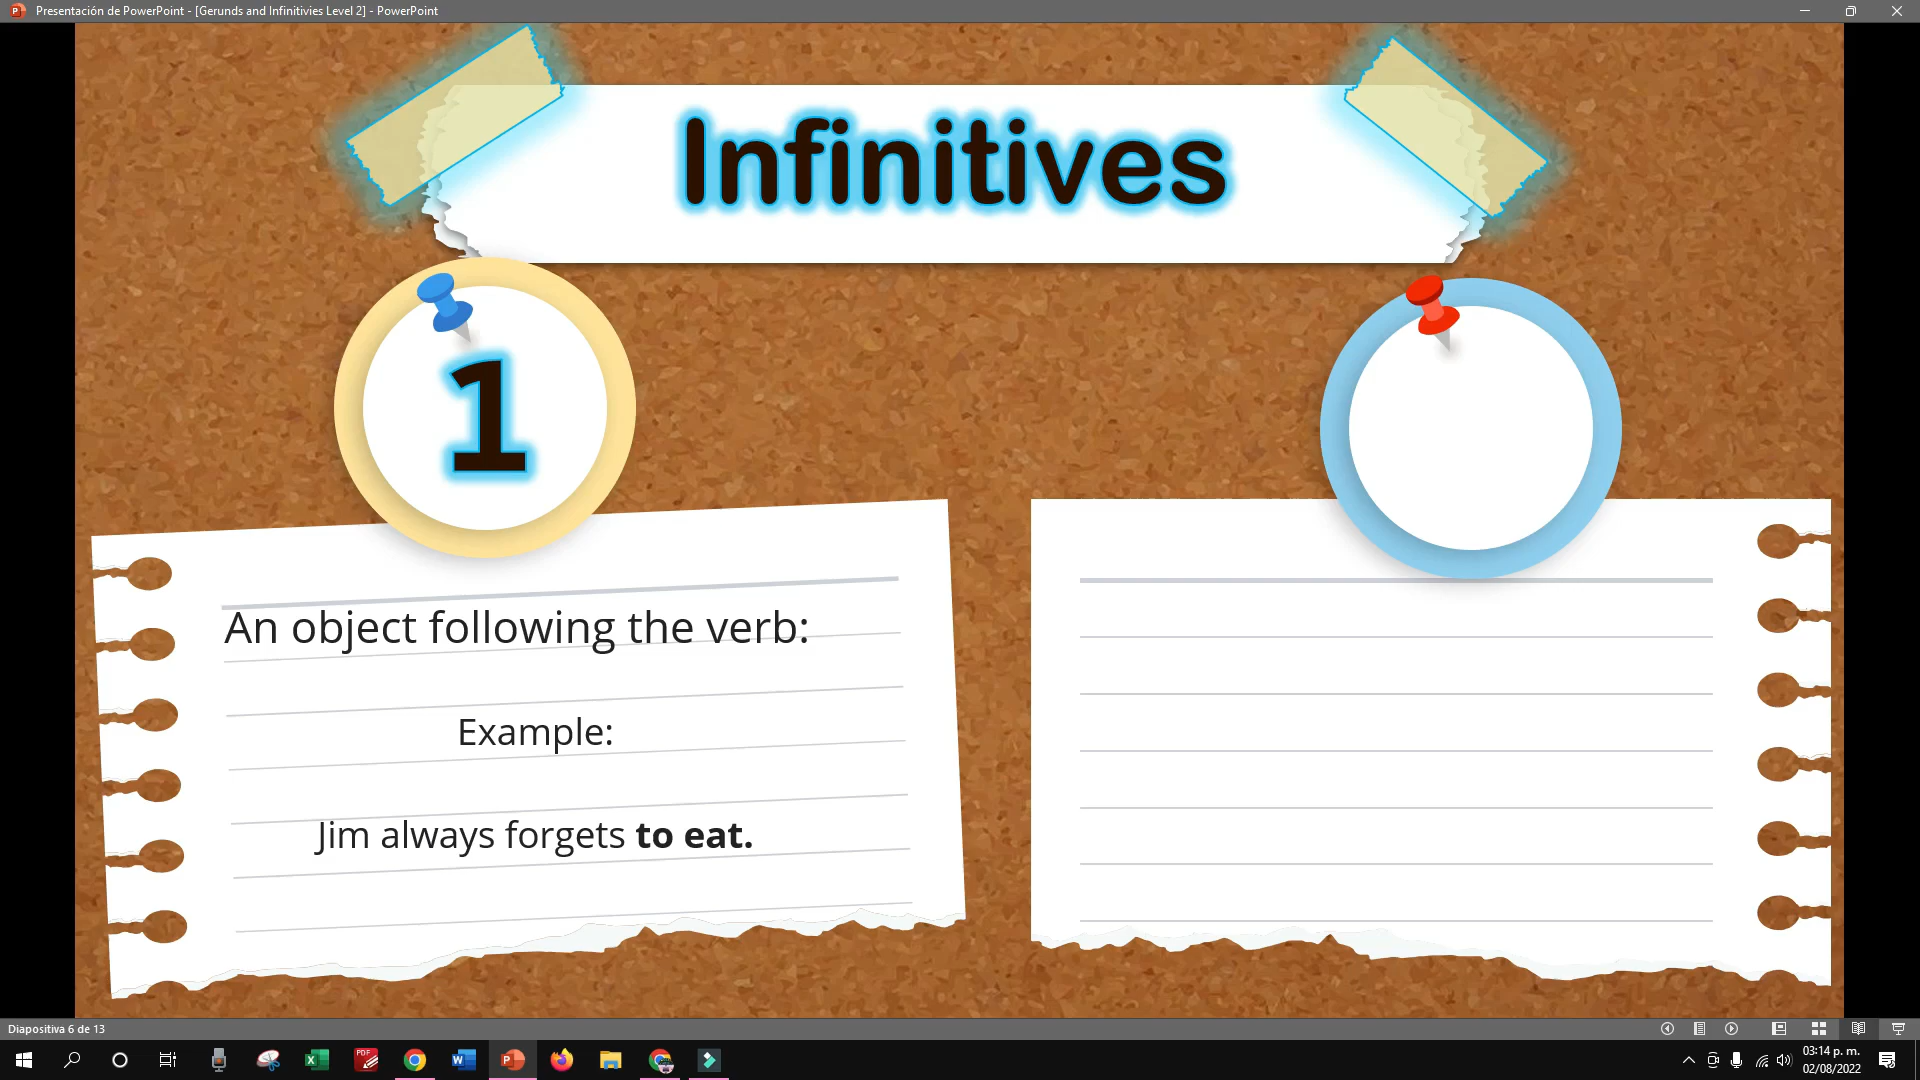 Presentación de PowerPoint - [Gerunds and Infinitivies Level 2] - PowerPoint
Infinitives
1
An object following the verb:
Example:
Jim always forgets to eat.
Diapositiva 6 de 13
03:14 p. m.
02/08/2022